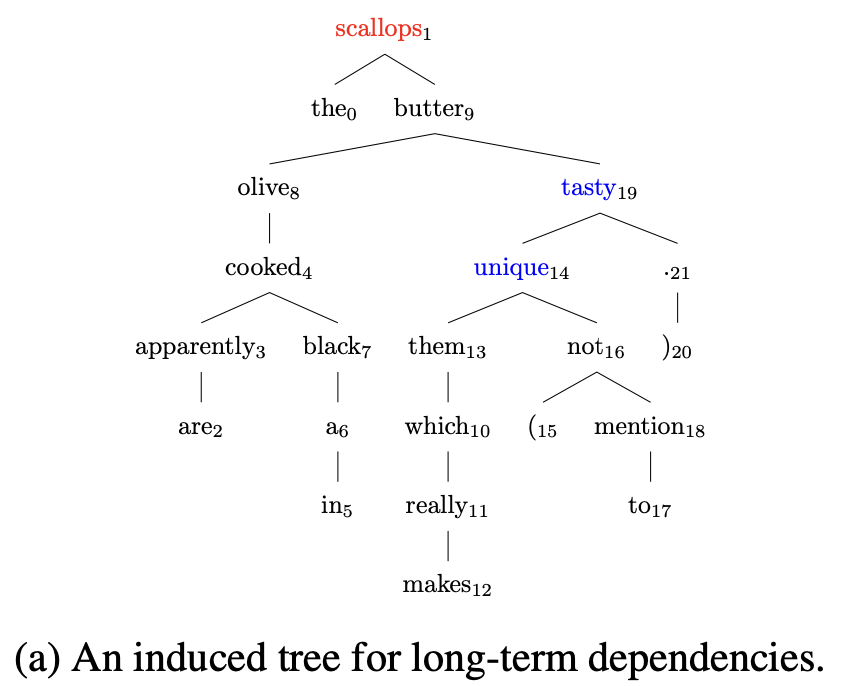 scallops1
the0 butter9
olive8 tasty19
cooked4 unique14 .21
apparently3 black7 them13 not16 )20
are2 a6 which10 (15 mention18
in5 really11 to17
makes12
(a) An induced tree for long-term dependencies.